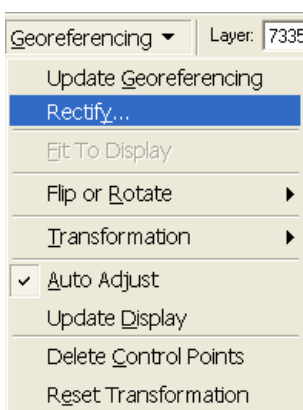 Georeferencing Layer: 7335
Update Georeferencing
Rectify...
Fit To Display
Flip or Rotate
Transformation
Auto Adjust
Update Display
Delete Control Points
Reset Transformation